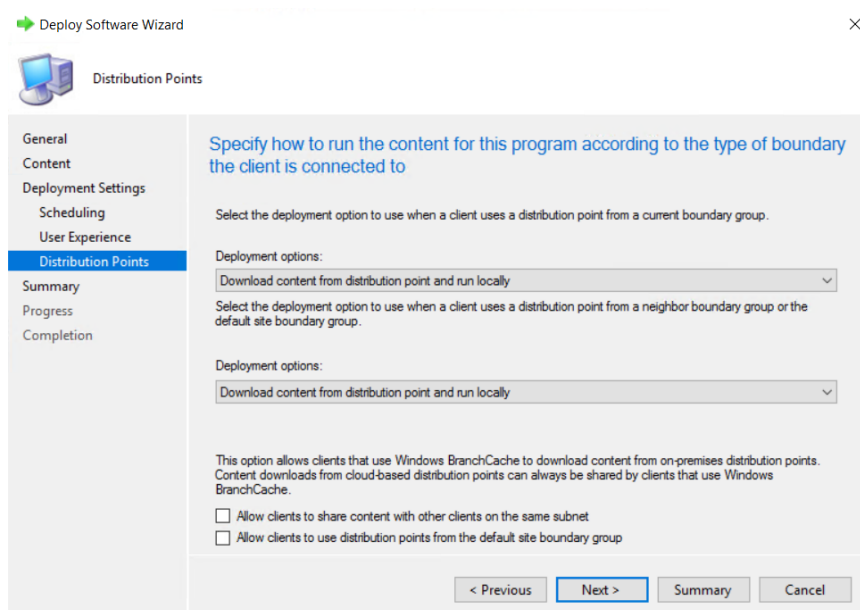 Deploy Software Wizard
Distribution Points
General
Content
Deployment Settings
Scheduling
User Experience
Distribution Points
Summary
Progress
Completion
Specify how to run the content for this program according to the type of boundary
the client is connected to
Select the deployment option to use when a client uses a distribution point from a current boundary group.
Deployment options:
Download content from distribution point and run locally
Select the deployment option to use when a client uses a distribution point from a neighbor boundary group or the
default site boundary group.
Deployment options:
Download content from distribution point and run locally
This option allows clients that use Windows BranchCache to download content from on-premises distribution points.
Content downloads from cloud-based distribution points can always be shared by clients that use Windows
BranchCache.
Allow clients to share content with other clients on the same subnet
Allow clients to use distribution points from the default site boundary group
< Previous
Next >
Summary
Cancel